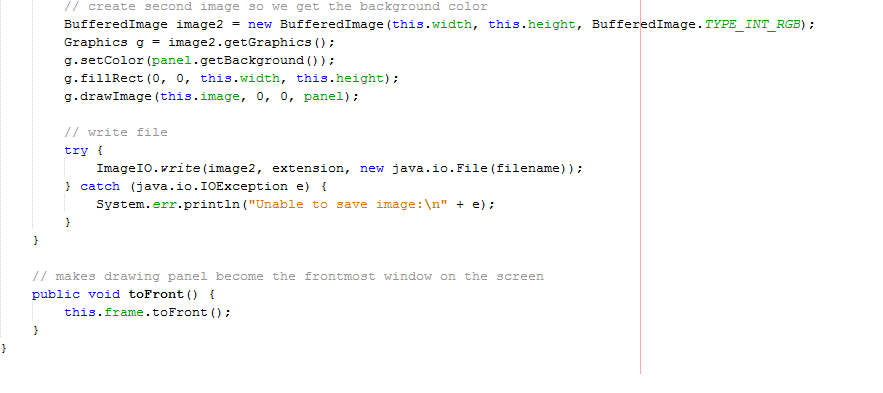 // create second image so we get the background color
BufferedImage image2 = new BufferedImage(this.width, this.height, BufferedImage.TYPE_INT_RGB);
Graphics g = image2.getGraphics();
g.setColor(panel.getBackground());
g.fillRect(0, 0, this.width, this.height);
g.drawImage(this.image, 0, 0, panel);
// write file
try {
ImageIO.write(image2, extension, new java.io.File(filename));
} catch (java.io.IOException e) {
System.err.println("Unable to save image:\n" + e);
}
}
// makes drawing panel become the frontmost window on the screen
public void toFront() {
this.frame.toFront();
}
}